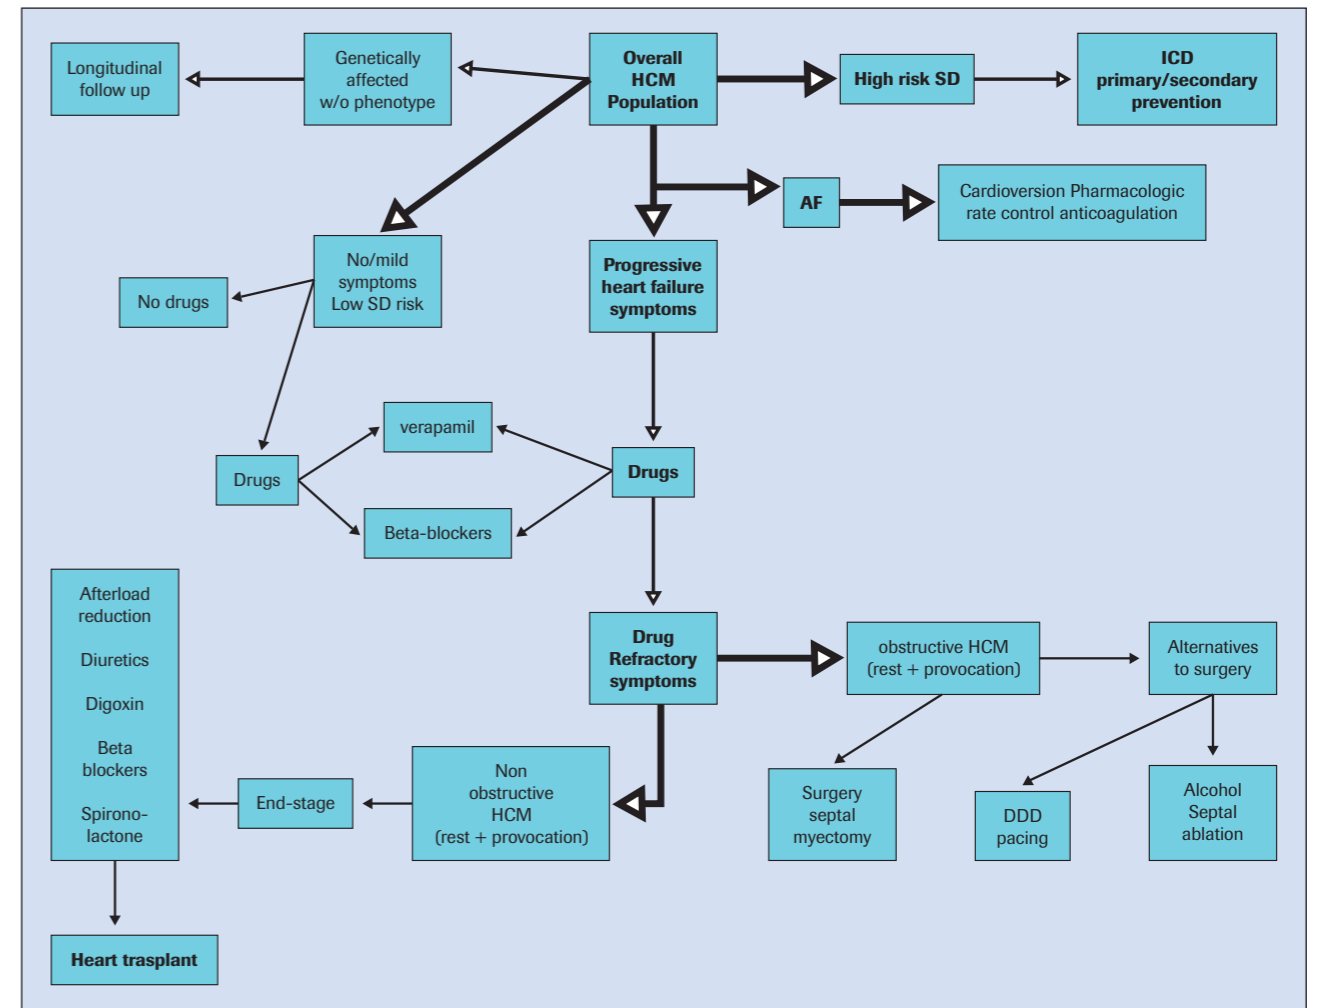 Longitudinal
follow up
Genetically
affected
w/o phenotype
Overall
HCM
Population
High risk SD
ICD
primary/secondary
prevention
AF
Cardioversion Pharmacologic
rate control anticoagulation
No/mild
symptoms
Low SD risk
No drugs
Progressive
heart failure
symptoms
verapamil
Drugs
Drugs
Beta-blockers
Afterload
reduction
Diuretics
Digoxin
Beta
blockers
Spirono-
lactone
Drug
Refractory
symptoms
obstructive HCM
(rest + provocation)
Alternatives
to surgery
Non
obstructive
HCM
(rest + provocation)
End-stage
Surgery
septal
myectomy
DDD
pacing
Alcohol
Septal
ablation
Heart trasplant